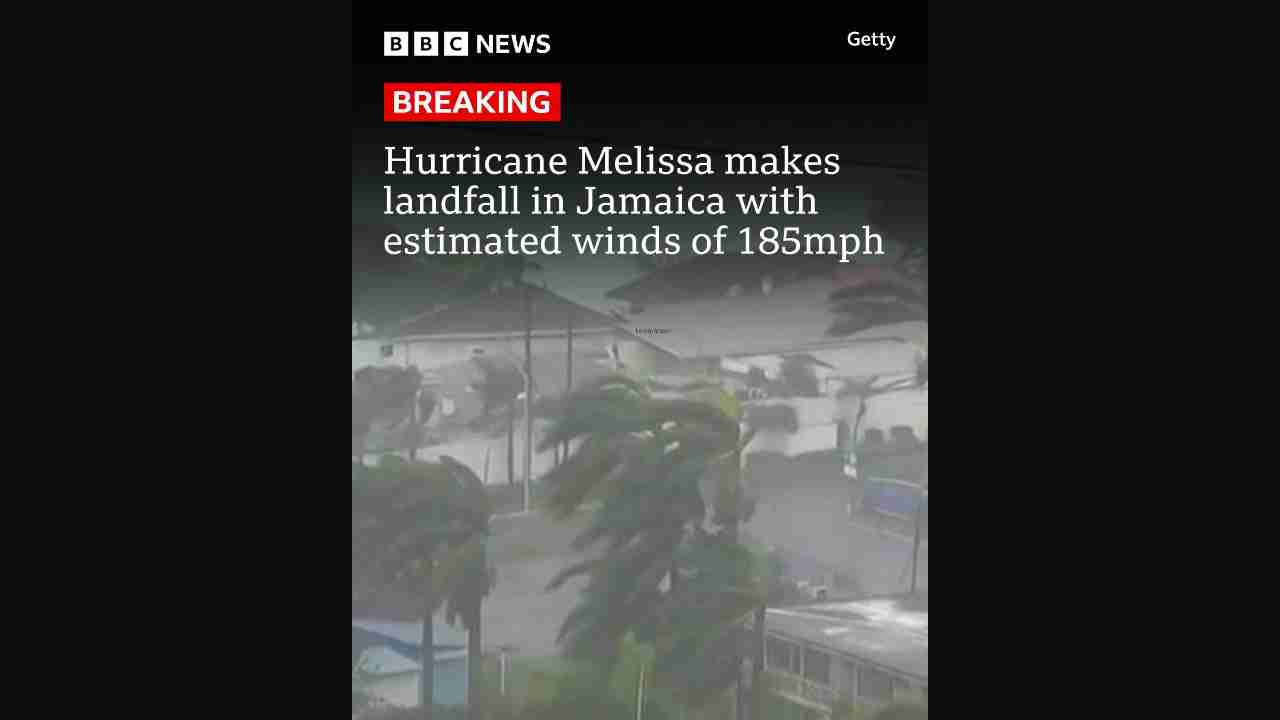 BBC NEWS
Getty
BREAKING
Hurricane Melissa makes
landfall in Jamaica with
estimated winds of 185mph